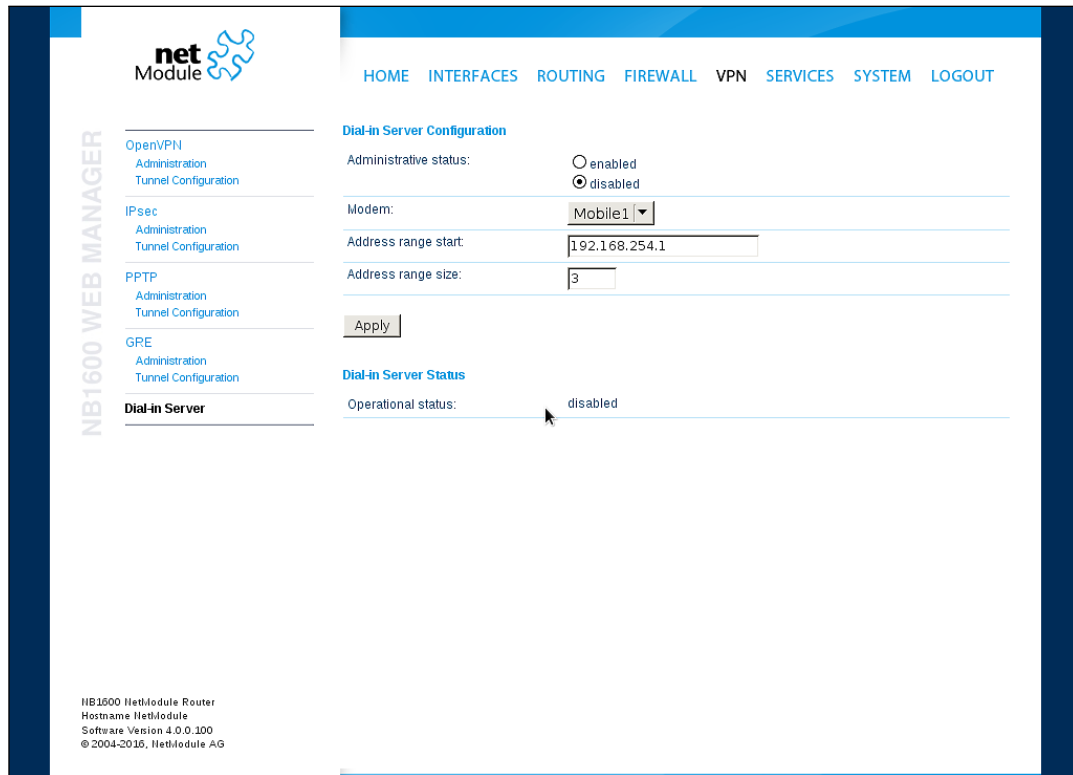 net
Module
HOME INTERFACES ROUTING FIREWALL VPN SERVICES SYSTEM LOGOUT
NB1600 WEB MANAGER
OpenVPN
Administration
Tunnel Configuration
IPsec
Administration
Tunnel Configuration
PPTP
Administration
Tunnel Configuration
GRE
Administration
Tunnel Configuration
Dial-in Server
Dial-in Server Configuration
Administrative status:
enabled
disabled
Modem:
Mobile1
Address range start:
192.168.254.1
Address range size:
3
Apply
Dial-in Server Status
Operational status:
disabled
NB1600 NetModule Router
Hostname NetModule
Software Version 4.0.0.100
© 2004-2016, NetModule AG